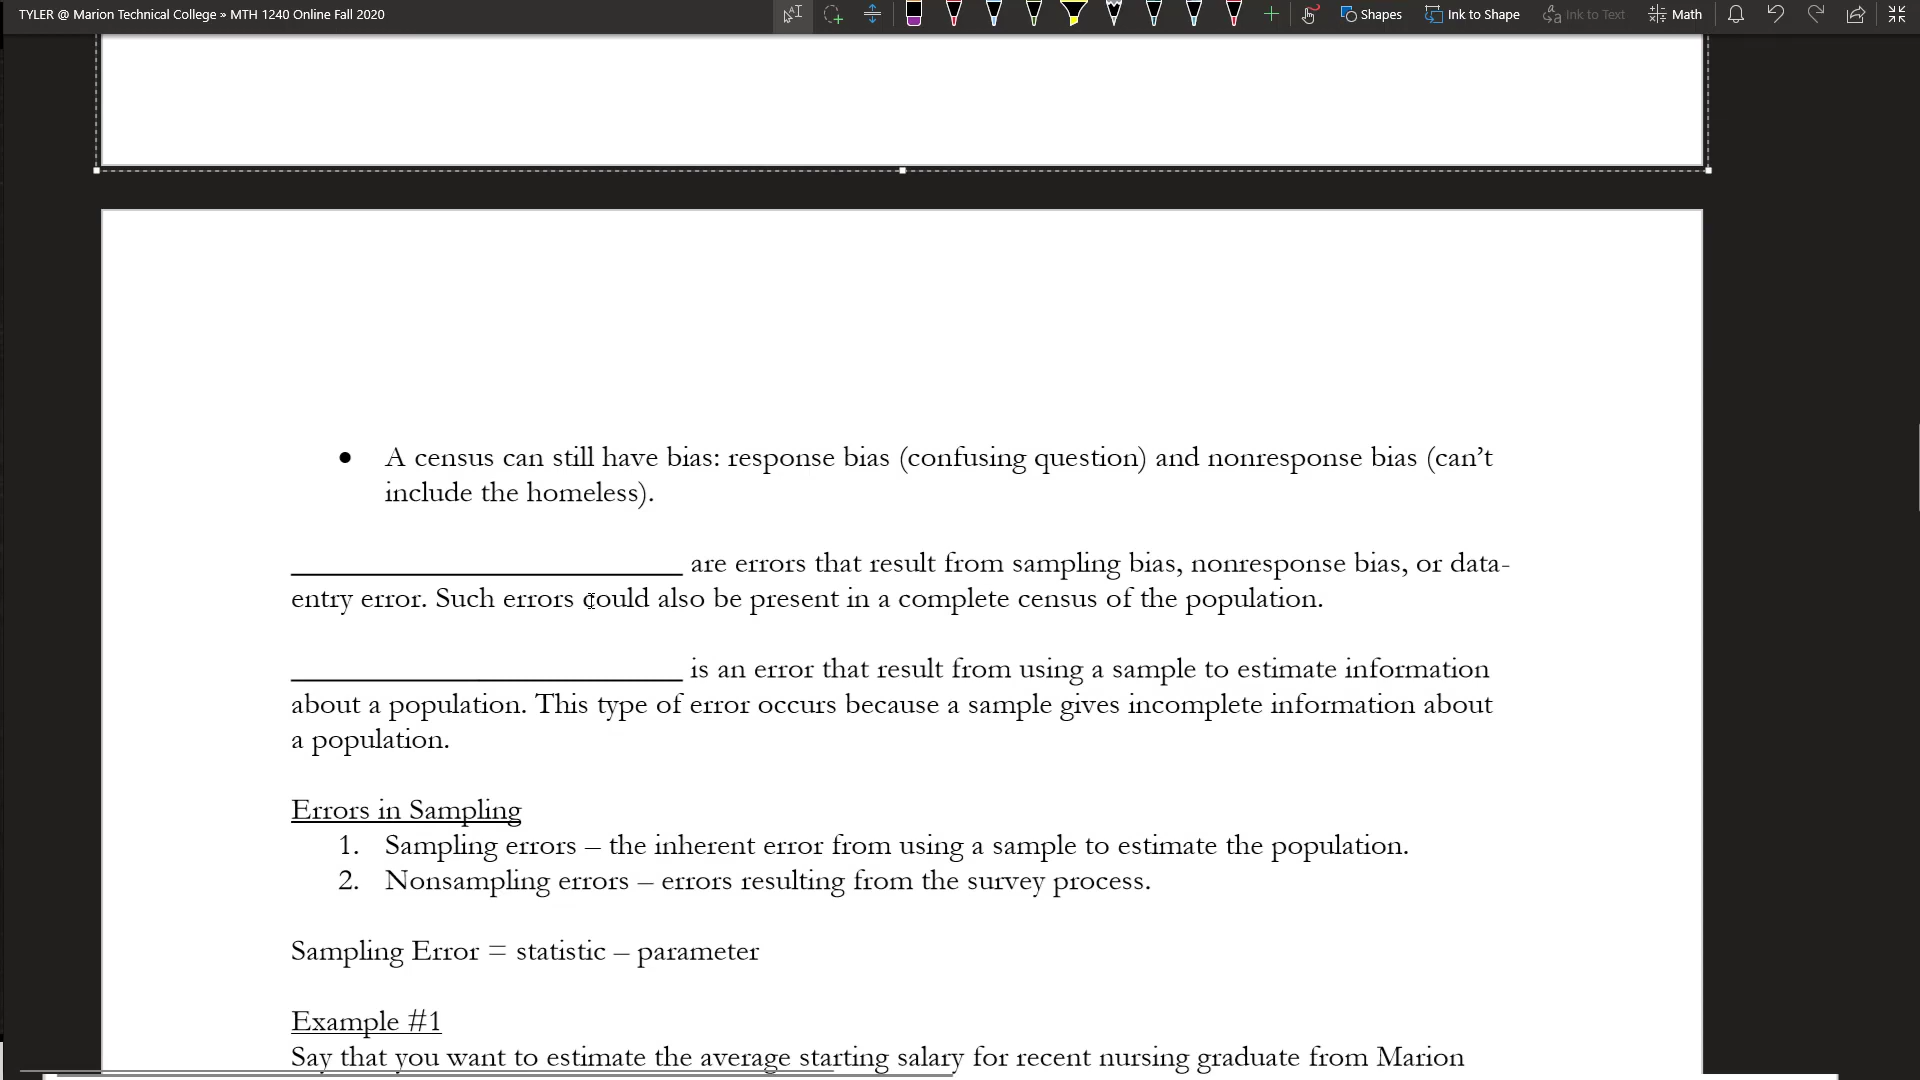 TYLER @ Marion Technical College » MTH 1240 Online Fall 2020
Shapes
Ink to Shape
Ink to Text
Math
• A census can still have bias: response bias (confusing question) and nonresponse bias (can’t
include the homeless).
____________________________ are errors that result from sampling bias, nonresponse bias, or data-
entry error. Such errors could also be present in a complete census of the population.
____________________________ is an error that result from using a sample to estimate information
about a population. This type of error occurs because a sample gives incomplete information about
a population.
Errors in Sampling
1. Sampling errors – the inherent error from using a sample to estimate the population.
2. Nonsampling errors – errors resulting from the survey process.
Sampling Error = statistic – parameter
Example #1
Say that you want to estimate the average starting salary for recent nursing graduate from Marion